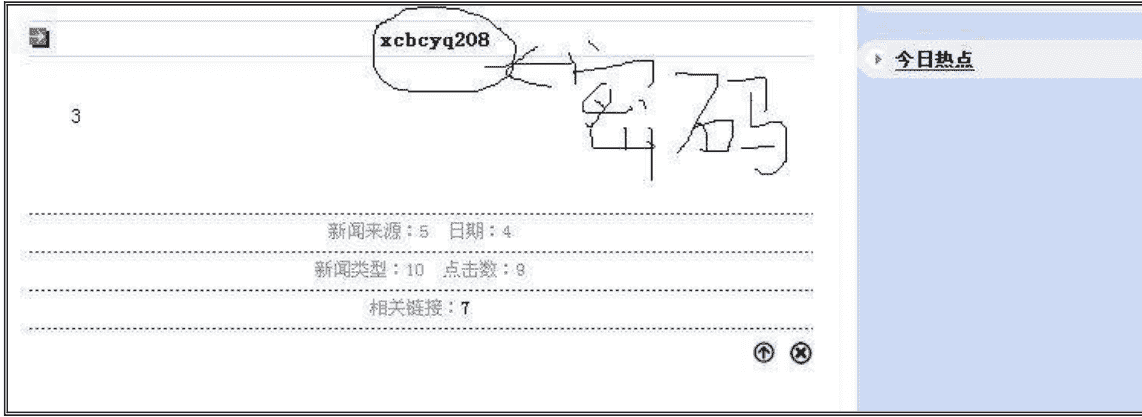 xcbcyq208
密码
今日热点
3
新闻来源：5 日期：4
新闻类型：10 点击数：9
相关链接：7